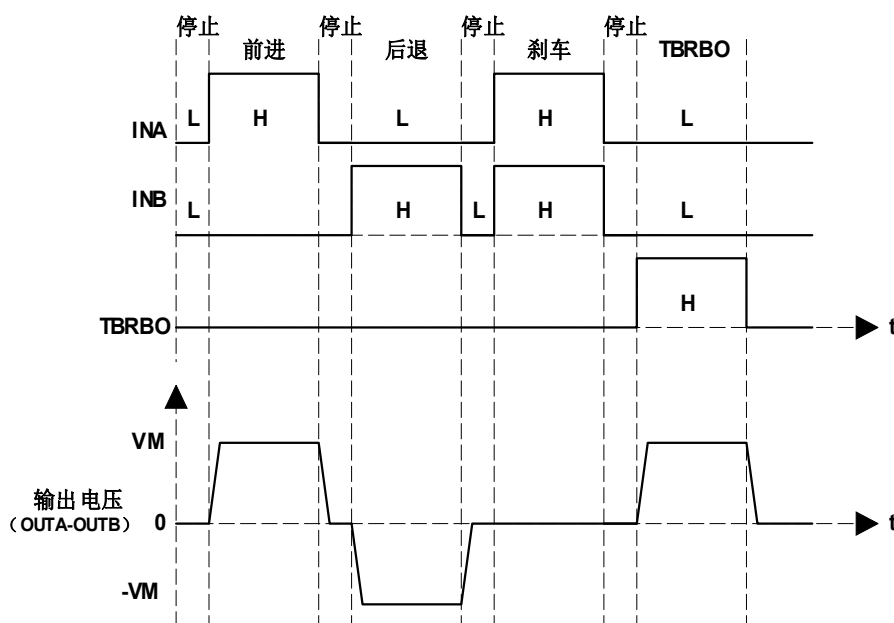 停止 停止 停止 停止
前进 后退 刹车 TBRBO
INA L H L H L
INB L H L H L
TBRBO H t
VM
输出电压
（OUTA-OUTB） 0 t
-VM